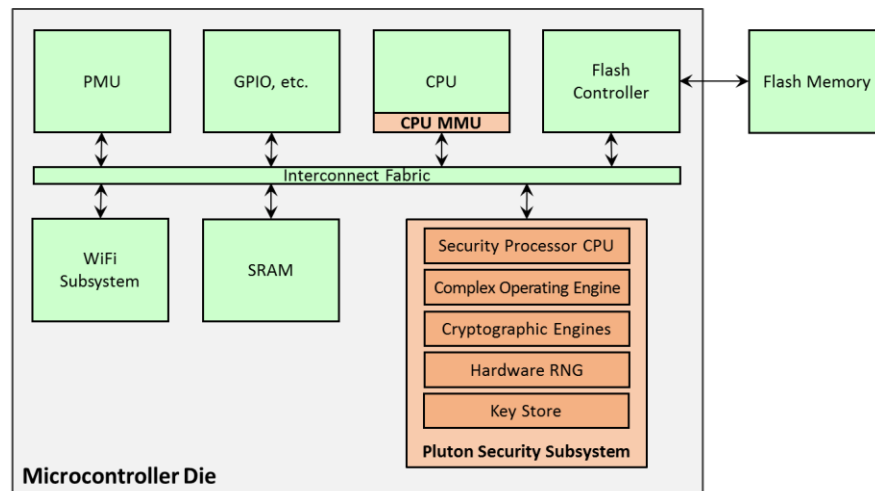 PMU
GPIO, etc.
CPU
CPU MMU
Flash
Controller
Flash Memory
Interconnect Fabric
WiFi
Subsystem
SRAM
Security Processor CPU
Complex Operating Engine
Cryptographic Engines
Hardware RNG
Key Store
Pluton Security Subsystem
Microcontroller Die